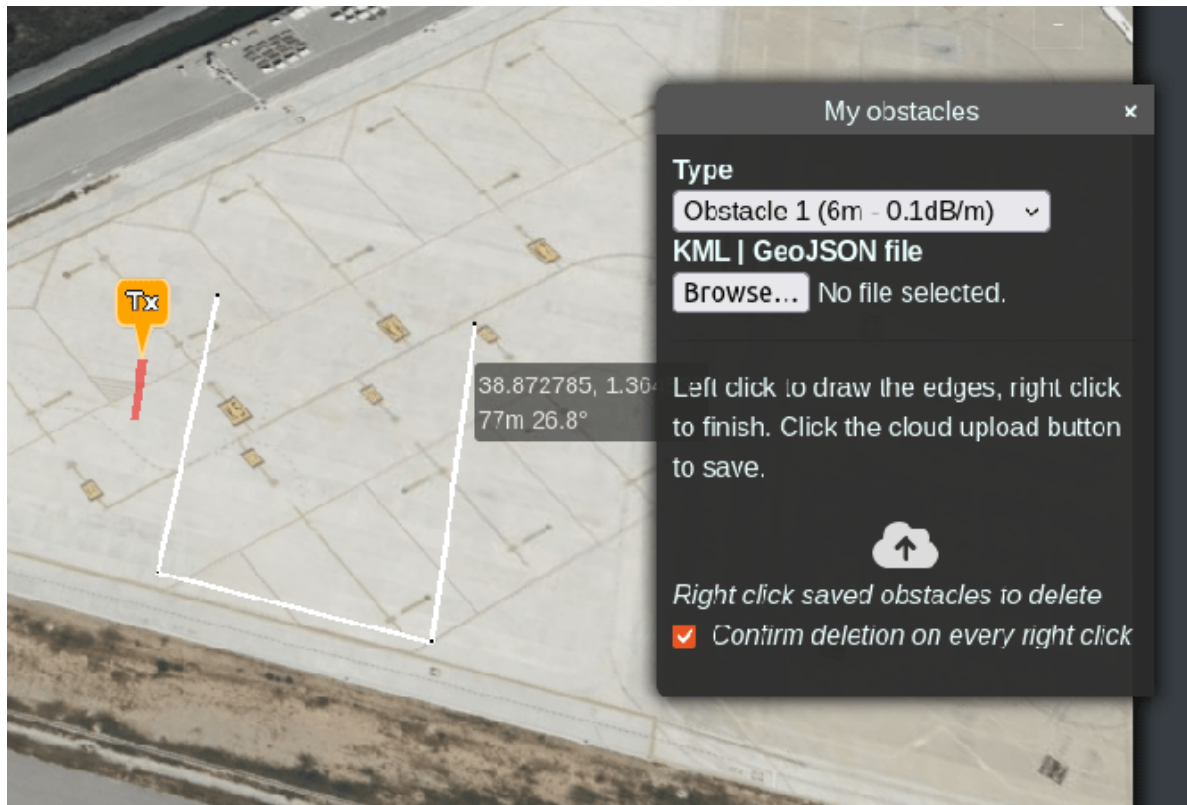 My obstacles
×
Type
Obstacle 1 (6m - 0.1dB/m)
KML | GeoJSON file
Browse... No file selected.
Tx
38.872785, 1.364
77m 26.8°
Left click to draw the edges, right click
to finish. Click the cloud upload button
to save.
Right click saved obstacles to delete
Confirm deletion on every right click